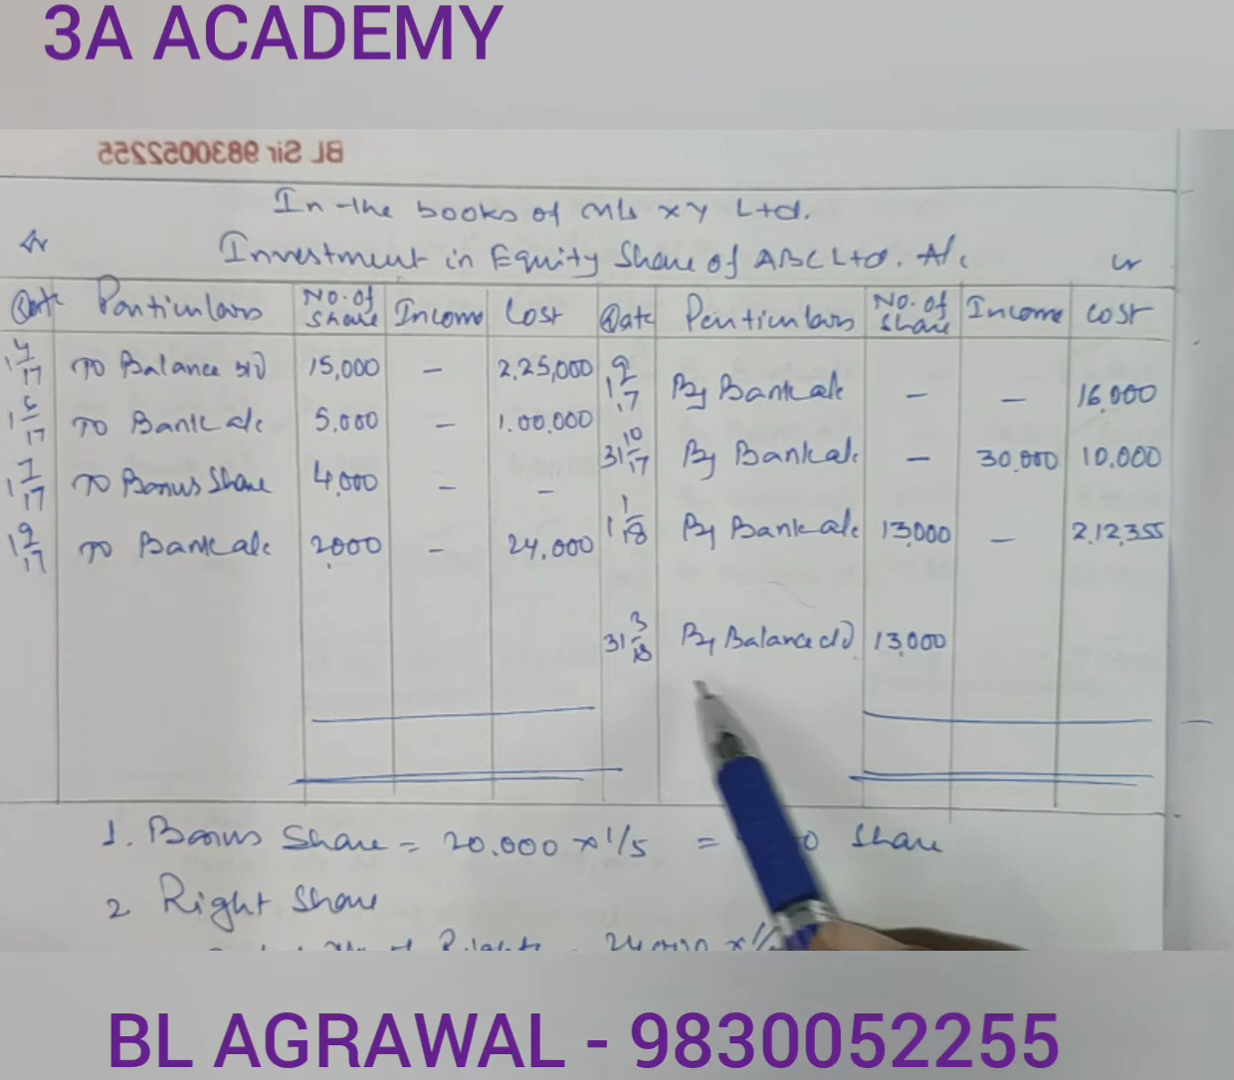 3A ACADEMY
BL Sir 9830052255
In the books of M/s XY Ltd.
Dr Investment in Equity Share of ABC Ltd. A/c Cr
Date Particulars No. of Share Income Cost Date Particulars No. of Share Income Cost
1/4/17 To Balance b/d 15,000 - 2,25,000 1/9/17 By Bank a/c - - 16,000
1/6/17 To Bank a/c 5,000 - 1,00,000 31/10/17 By Bank a/c - 30,000 10,000
1/7/17 To Bonus Share 4,000 - - 1/1/18 By Bank a/c 13,000 - 2,12,355
1/9/17 To Bank a/c 2000 - 24,000
31/3/18 By Balance c/d 13,000
1. Bonus Share = 20,000 x 1/5 = Share
2 Right Share